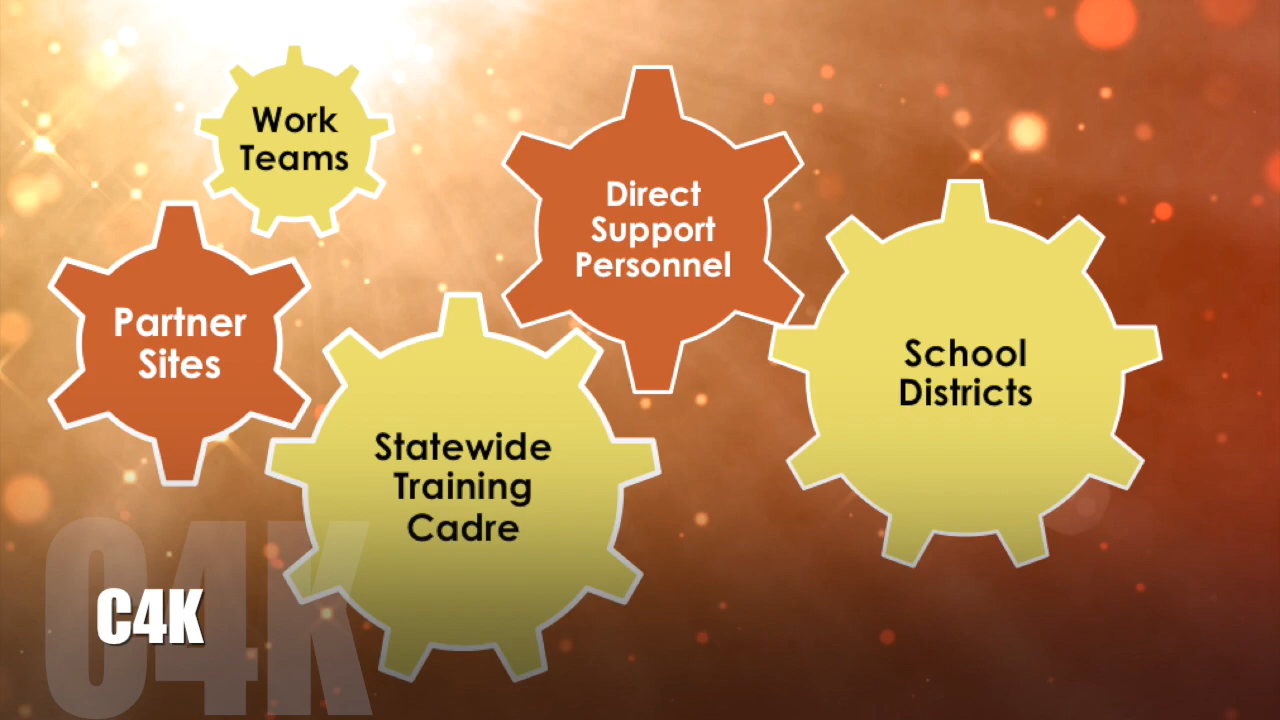 Work
Teams
Direct
Support
Personnel
Partner
Sites
School
Districts
Statewide
Training
Cadre
C4K
C4K